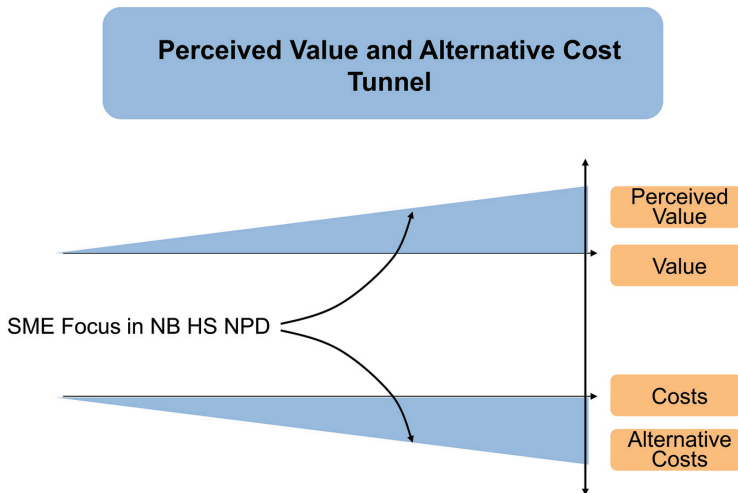 Perceived Value and Alternative Cost
Tunnel
Perceived
Value
Value
SME Focus in NB HS NPD
Costs
Alternative
Costs